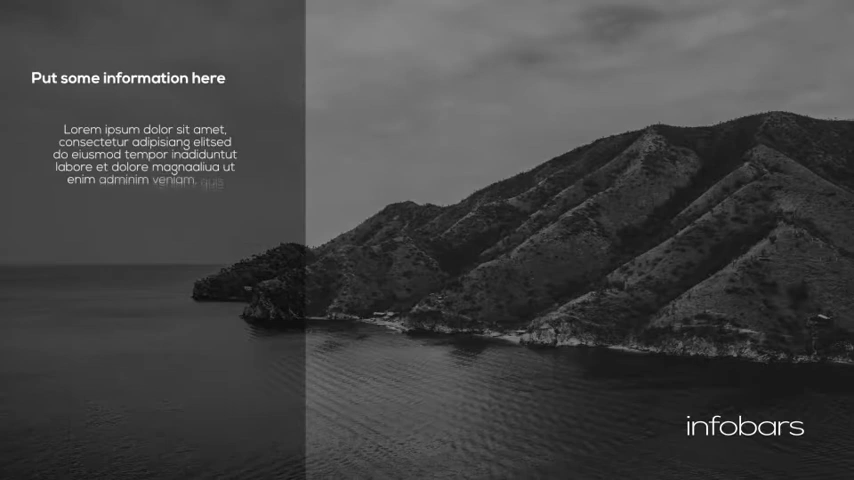 Put some information here
Lorem ipsum dolor sit amet,
consectetur adipisiang elitsed
do eiusmod tempor inadiduntut
labore et dolore magnaaliua ut
enim adminim veniam, quis
infobars